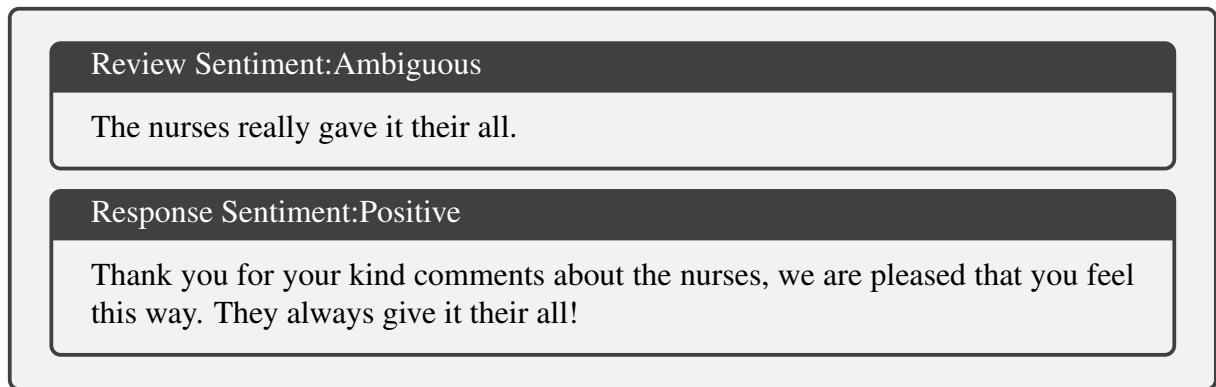 Review Sentiment:Ambiguous
The nurses really gave it their all.
Response Sentiment:Positive
Thank you for your kind comments about the nurses, we are pleased that you feel
this way. They always give it their all!